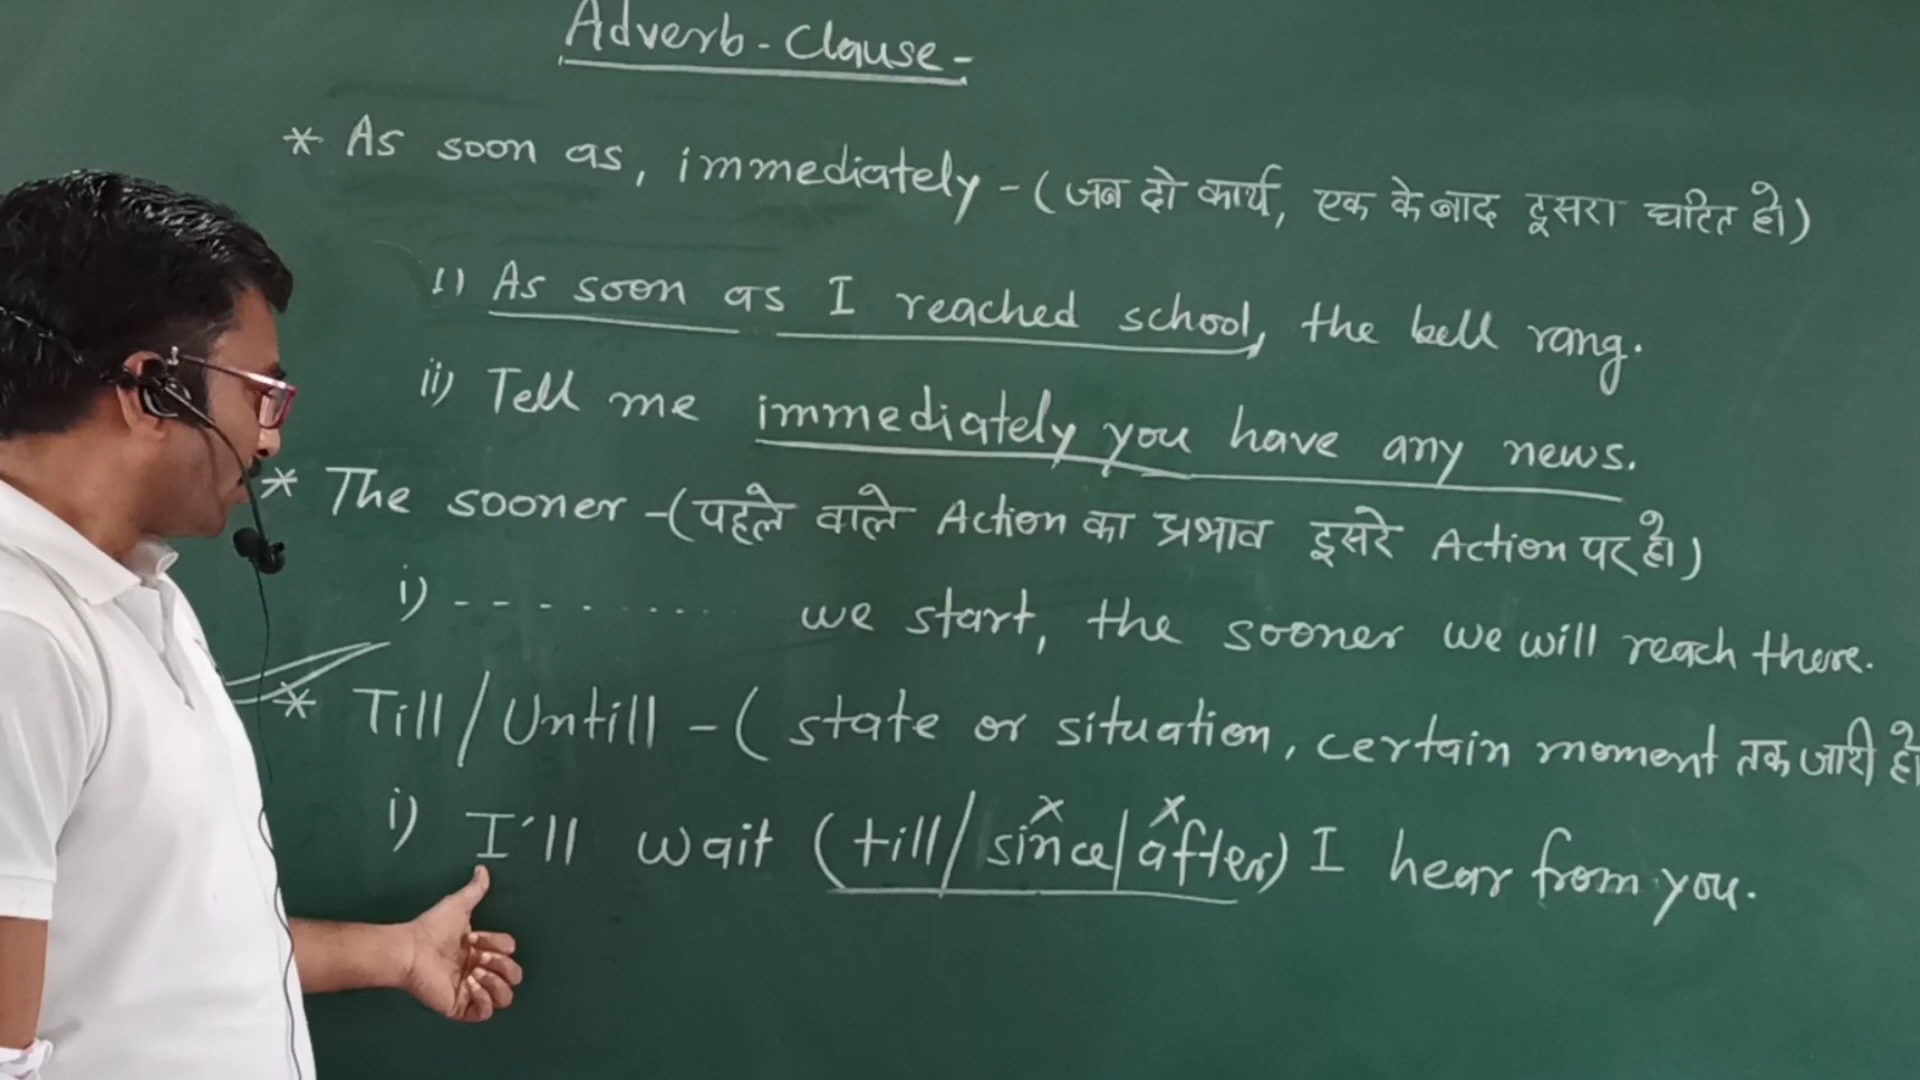 Adverb-Clause-
* As soon as, immediately-(जब दो कार्य, एक के बाद दूसरा घटित हो)
i) As soon as I reached school, the bell rang.
ii) Tell me immediately you have any news.
* The sooner-(पहले वाले Action का प्रभाव दूसरे Action पर हो)
i) - - - - . . . . . . . we start, the sooner we will reach there.
* Till/Untill-(state or situation, certain moment तक जारी हो
i) I'll wait (till/since/after) I hear from you.